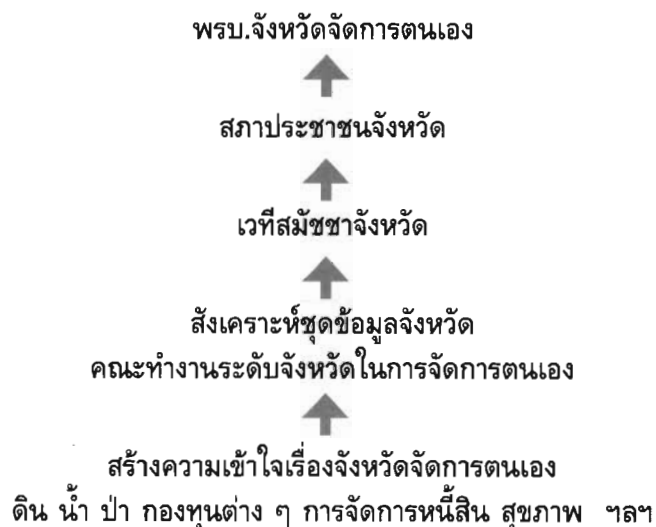 พรบ.จังหวัดจัดการตนเอง
สภาประชาชนจังหวัด
เวทีสมัชชาจังหวัด
สังเคราะห์ชุดข้อมูลจังหวัด
คณะทำงานระดับจังหวัดในการจัดการตนเอง
สร้างความเข้าใจเรื่องจังหวัดจัดการตนเอง
ดิน น้ำ ป่า กองทุนต่าง ๆ การจัดการหนี้สิน สุขภาพ ฯลฯ